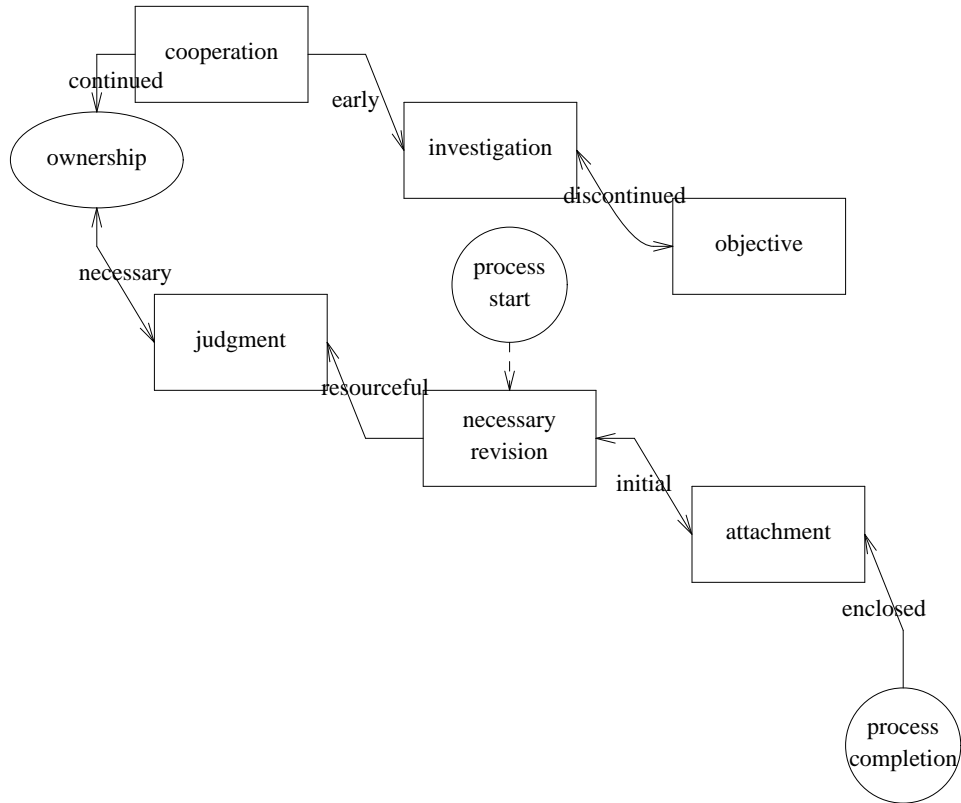 cooperation
continued
early
investigation
ownership
discontinued
objective
process
start
necessary
judgment
resourceful
necessary
revision
initial
attachment
enclosed
process
completion